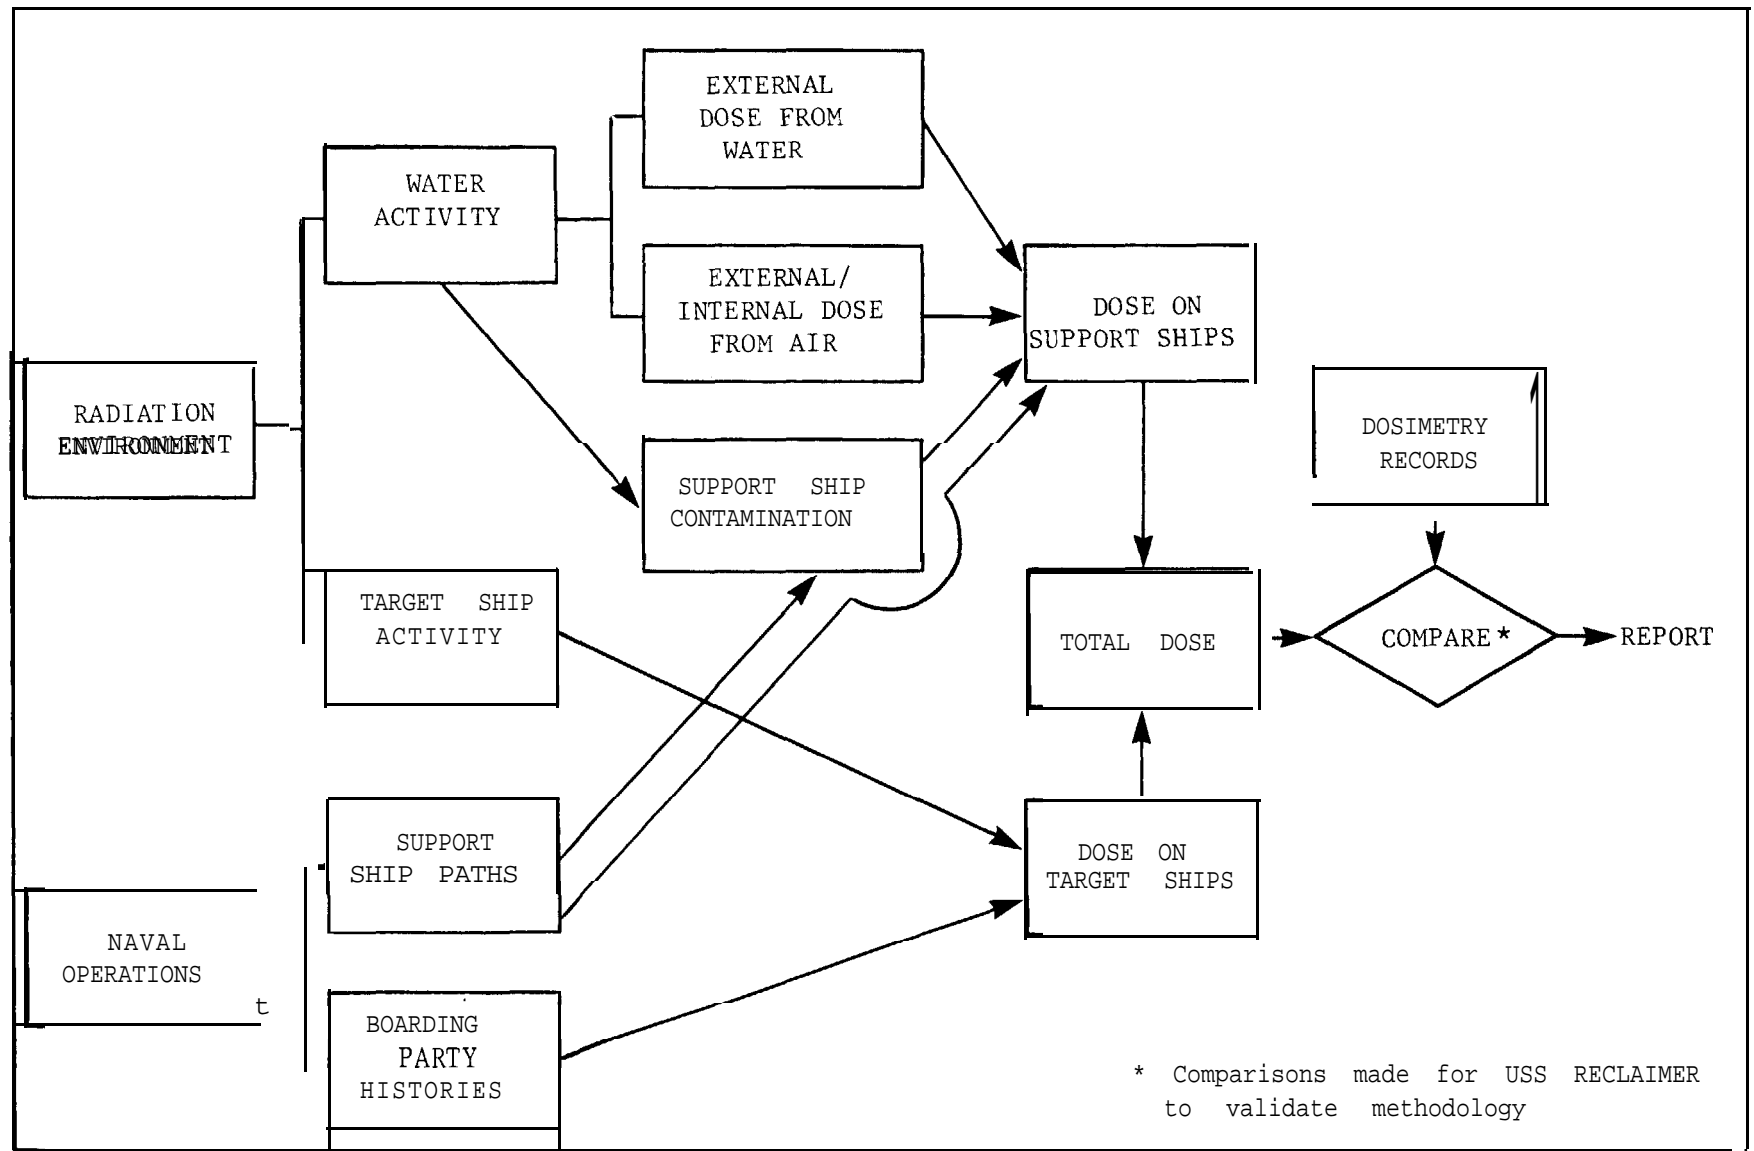 EXTERNAL
DOSE FROM
WATER
WATER
ACTIVITY
EXTERNAL/
INTERNAL DOSE
FROM AIR
DOSE ON
SUPPORT SHIPS
RADIATION
ENVIRONMENT
DOSIMETRY
RECORDS
SUPPORT SHIP
CONTAMINATION
TARGET SHIP
ACTIVITY
TOTAL DOSE
COMPARE*
REPORT
SUPPORT
SHIP PATHS
DOSE ON
TARGET SHIPS
NAVAL
OPERATIONS
t
BOARDING
PARTY
HISTORIES
* Comparisons made for USS RECLAIMER
to validate methodology